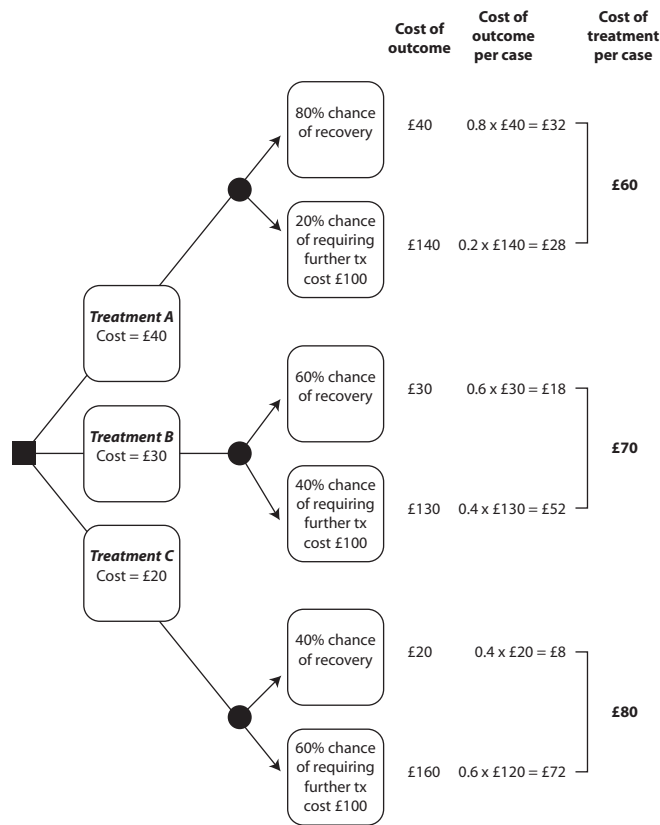 Cost of
outcome
Cost of
outcome
per case
Cost of
treatment
per case
80% chance
of recovery
£40
0.8 x £40 = £32
£60
20% chance
of requiring
further tx
cost £100
£140
0.2 x £140 = £28
Treatment A
Cost = £40
60% chance
of recovery
£30
0.6 x £30 = £18
Treatment B
Cost = £30
£70
40% chance
of requiring
further tx
cost £100
£130
0.4 x £130 = £52
Treatment C
Cost = £20
40% chance
of recovery
£20
0.4 x £20 = £8
£80
60% chance
of requiring
further tx
cost £100
£160
0.6 x £120 = £72